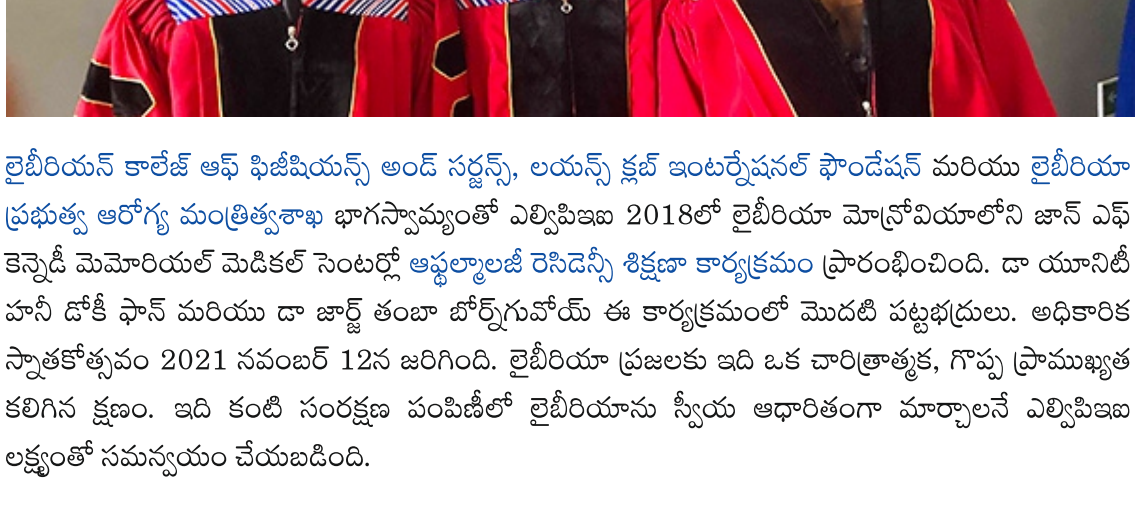 లైబీరియన్ కాలేజ్ ఆఫ్ ఫిజీషియన్స్ అండ్ సర్జన్స్, లయన్స్ క్లబ్ ఇంటర్నేషనల్ ఫౌండేషన్ మరియు లైబీరియా
ప్రభుత్వ ఆరోగ్య మంత్రిత్వశాఖ భాగస్వామ్యంతో ఎల్విపిఇఐ 2018లో లైబీరియా మోన్రోవియాలోని జాన్ ఎఫ్
కెన్నెడీ మెమోరియల్ మెడికల్ సెంటర్లో ఆఫ్థల్మాలజీ రెసిడెన్సీ శిక్షణా కార్యక్రమం ప్రారంభించింది. డా యూనిటీ
హనీ డోకీ ఫాన్ మరియు డా జార్జ్ తంబా బోర్న్‌గువోయ్ ఈ కార్యక్రమంలో మొదటి పట్టభద్రులు. అధికారిక
స్నాతకోత్సవం 2021 నవంబర్ 12న జరిగింది. లైబీరియా ప్రజలకు ఇది ఒక చారిత్రాత్మక, గొప్ప ప్రాముఖ్యత
కలిగిన క్షణం. ఇది కంటి సంరక్షణ పంపిణీలో లైబీరియాను స్వీయ ఆధారితంగా మార్చాలనే ఎల్విపిఇఐ
లక్ష్యంతో సమన్వయం చేయబడింది.